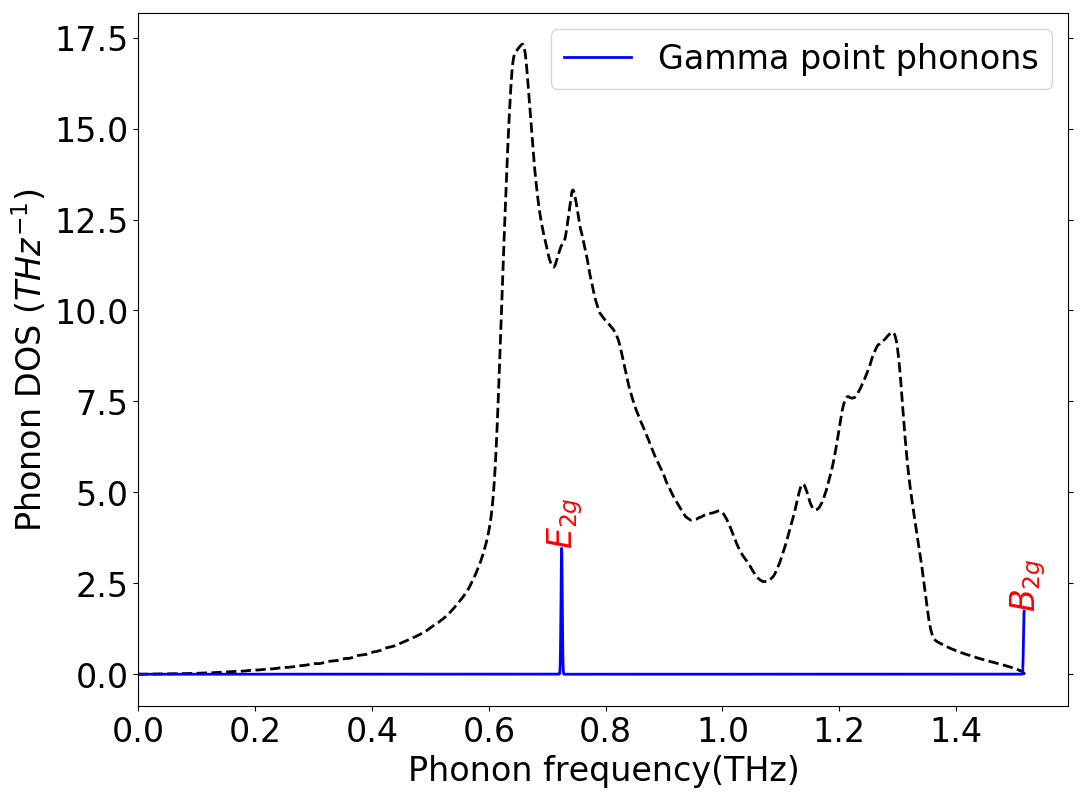 Gamma point phonons
Phonon DOS (THz⁻¹)
17.5
15.0
12.5
10.0
7.5
5.0
2.5
0.0
E₂g
B₂g
0.0 0.2 0.4 0.6 0.8 1.0 1.2 1.4
Phonon frequency(THz)